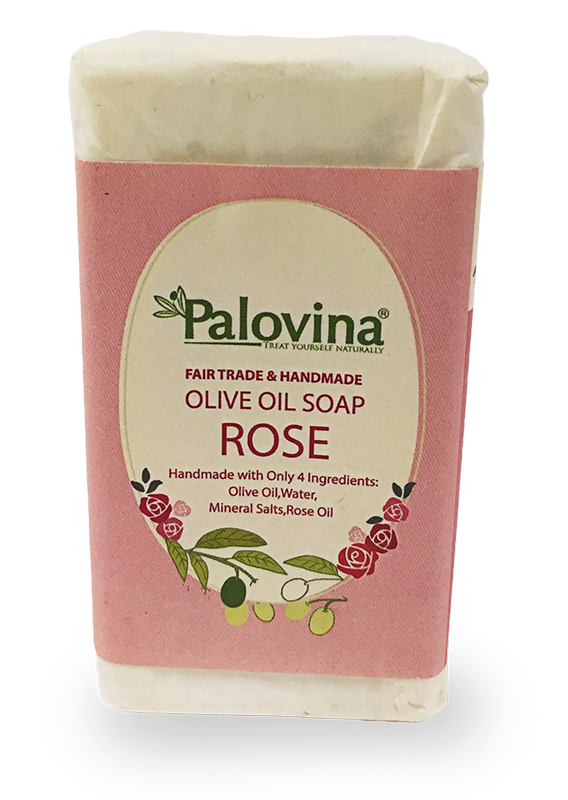 Palovina®
TREAT YOURSELF NATURALLY
FAIR TRADE & HANDMADE
OLIVE OIL SOAP
ROSE
Handmade with Only 4 Ingredients:
Olive Oil,Water,
Mineral Salts,Rose Oil